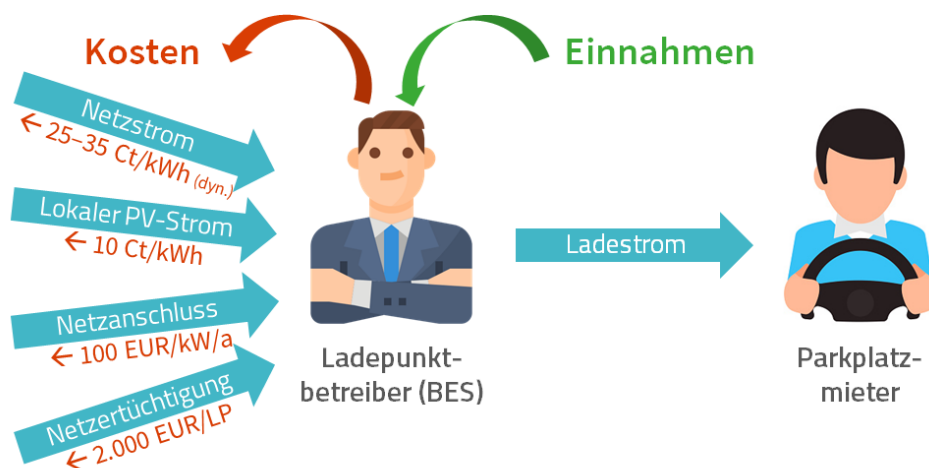 Kosten
Einnahmen
Netzstrom
← 25–35 Ct/kWh (dyn.)
Lokaler PV-Strom
← 10 Ct/kWh
Netzanschluss
← 100 EUR/kW/a
Netzertüchtigung
← 2.000 EUR/LP
Ladepunkt-
betreiber (BES)
Ladestrom
Parkplatz-
mieter